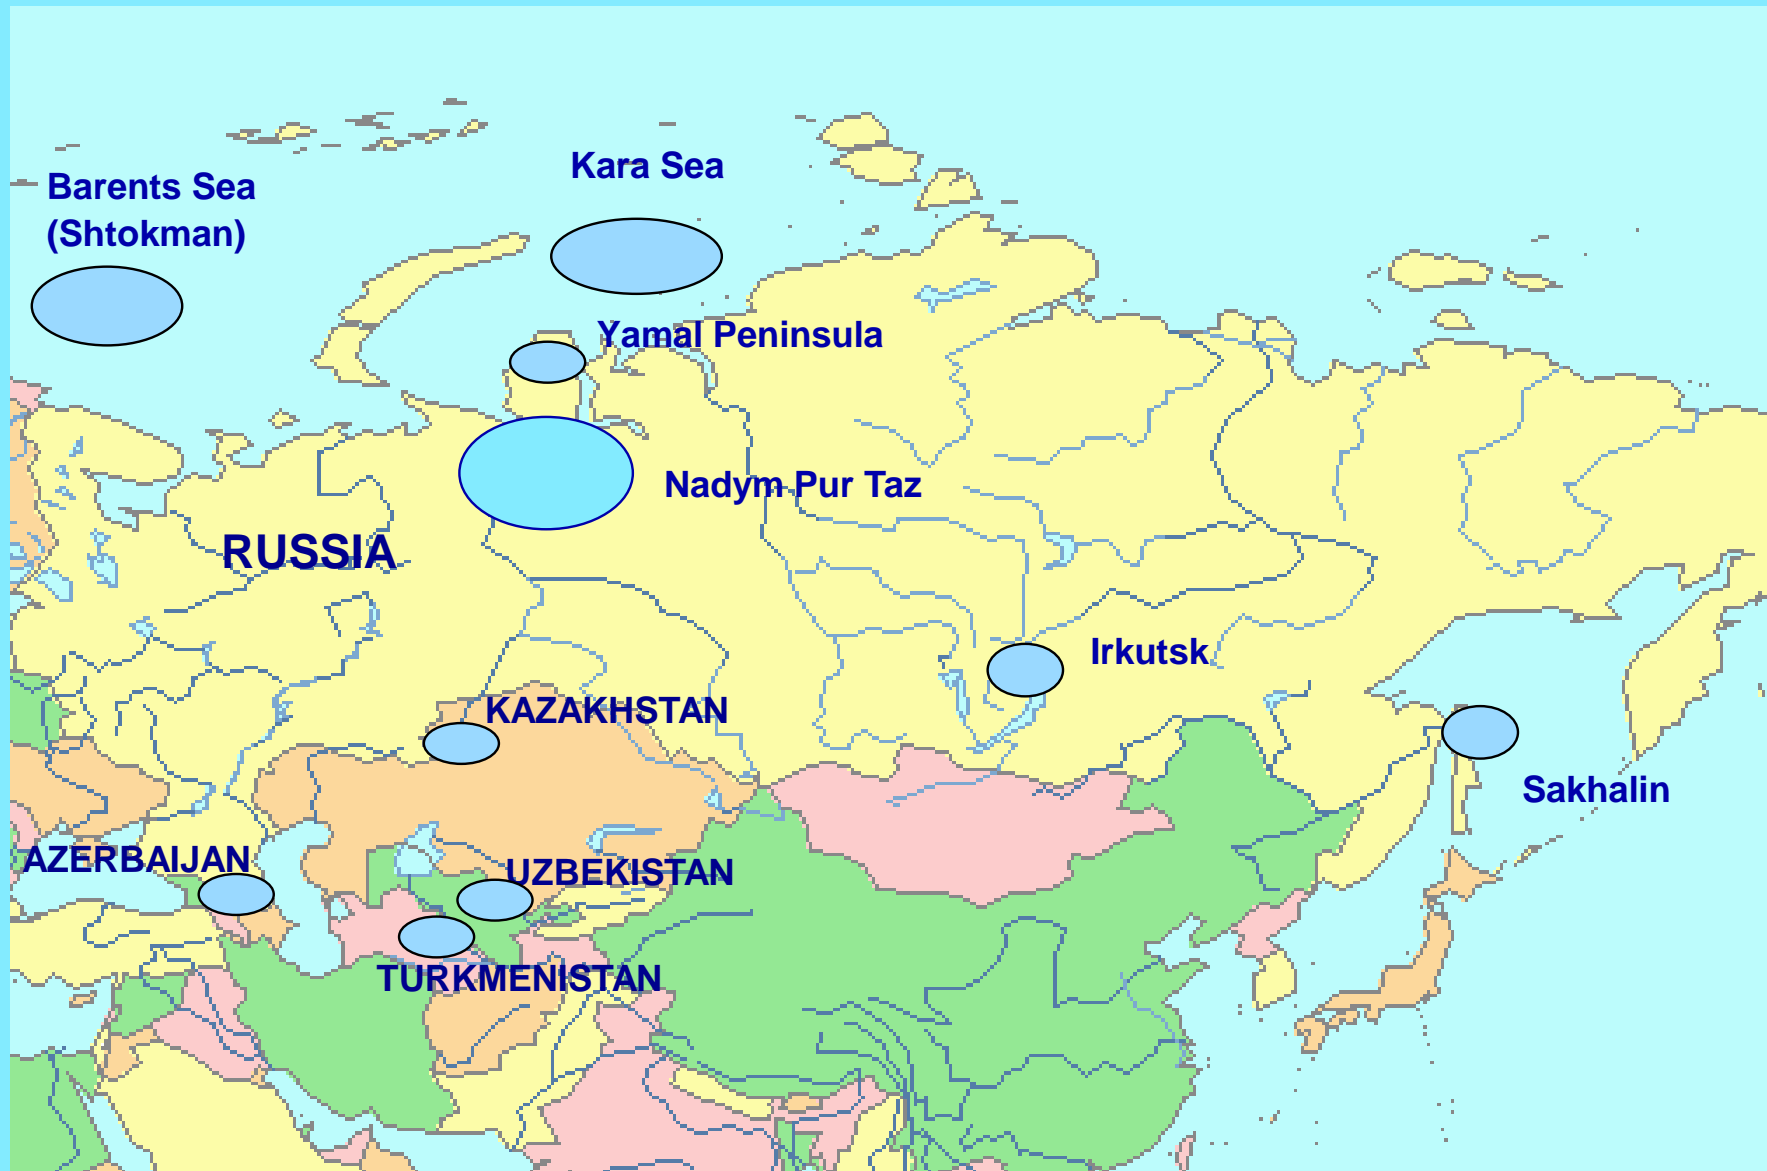 Kara Sea
Barents Sea
(Shtokman)
Yamal Peninsula
Nadym Pur Taz
RUSSIA
Irkutsk
KAZAKHSTAN
Sakhalin
AZERBAIJAN
UZBEKISTAN
TURKMENISTAN